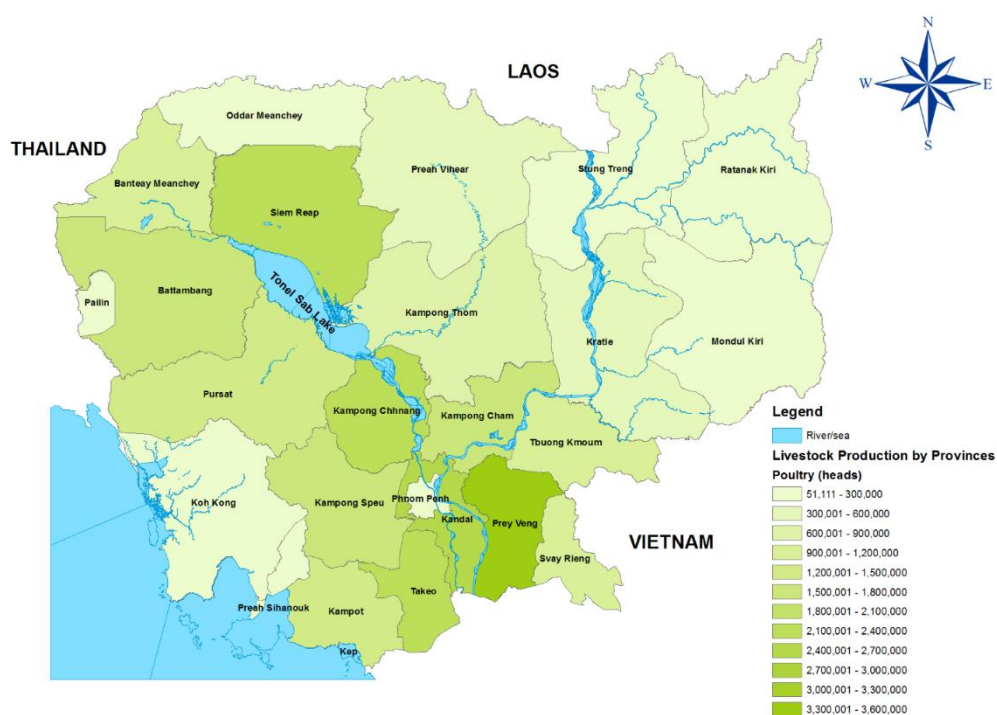 N
W E
S
LAOS
THAILAND
VIETNAM
Oddar Meanchey
Banteay Meanchey
Siem Reap
Preah Vihear
Stung Treng
Ratanak Kiri
Battambang
Pailin
Tonel Sab Lake
Kampong Thom
Kratie
Mondul Kiri
Pursat
Kampong Chhnang
Kampong Cham
Tbuong Kmoum
Koh Kong
Kampong Speu
Phnom Penh
Kandal
Prey Veng
Svay Rieng
Takeo
Preah Sihanouk
Kampot
Kep
Legend
River/sea
Livestock Production by Provinces
Poultry (heads)
51,111 - 300,000
300,001 - 600,000
600,001 - 900,000
900,001 - 1,200,000
1,200,001 - 1,500,000
1,500,001 - 1,800,000
1,800,001 - 2,100,000
2,100,001 - 2,400,000
2,400,001 - 2,700,000
2,700,001 - 3,000,000
3,000,001 - 3,300,000
3,300,001 - 3,600,000